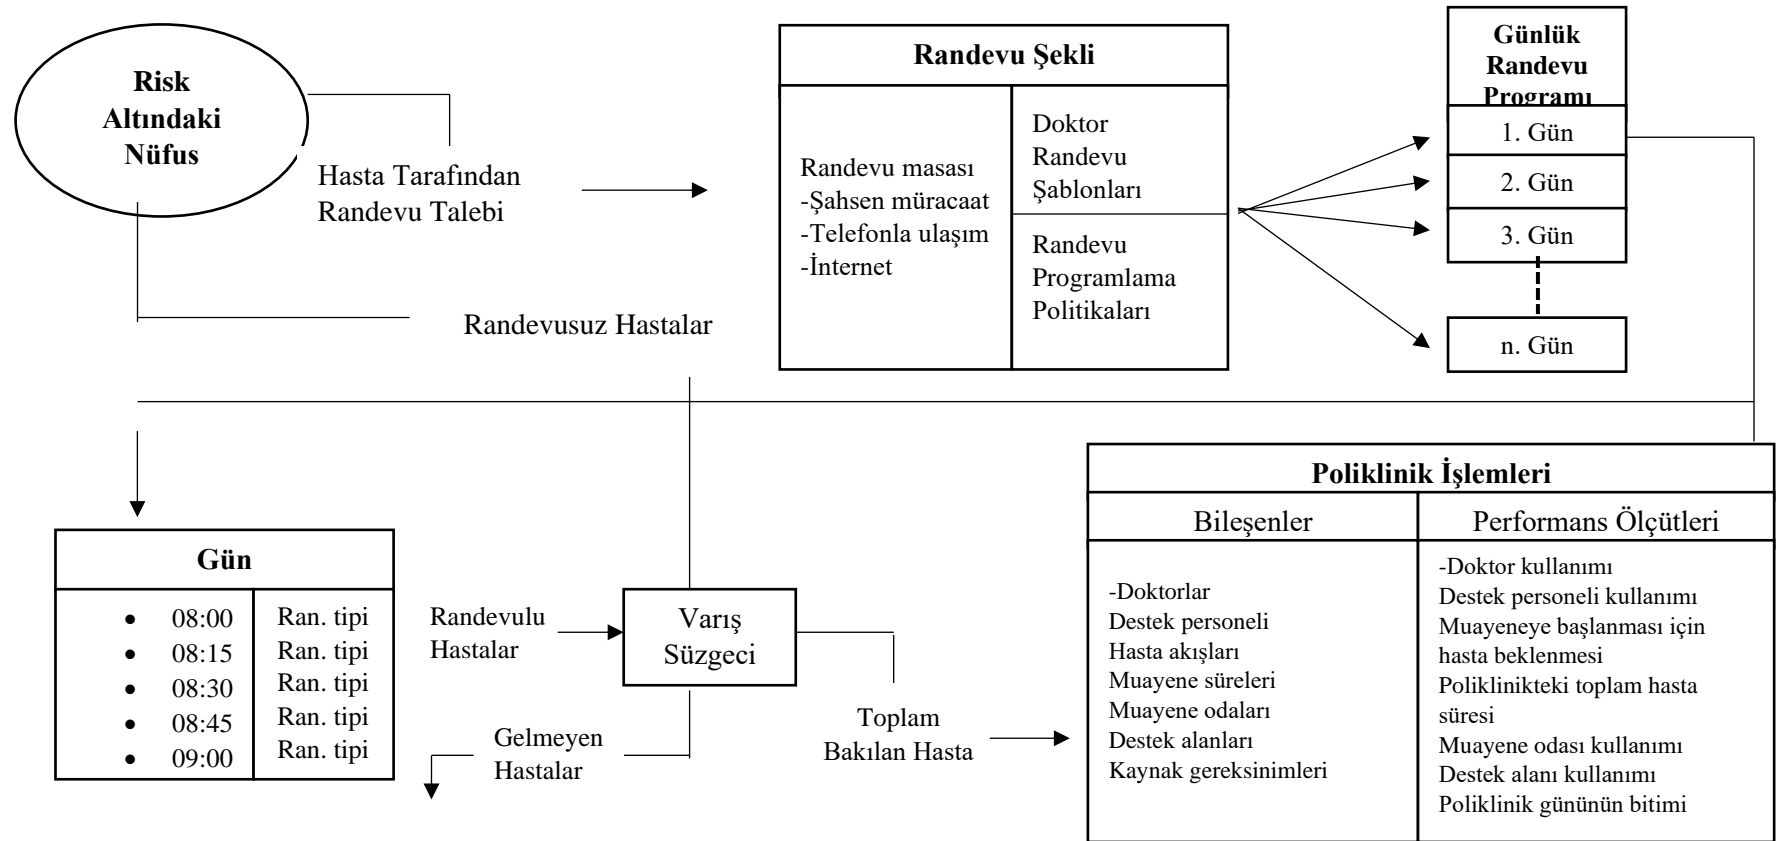 Risk
Altındaki
Nüfus
Hasta Tarafından
Randevu Talebi
Randevusuz Hastalar
Randevu Şekli
Randevu masası
-Şahsen müracaat
-Telefonla ulaşım
-İnternet
Doktor
Randevu
Şablonları
Randevu
Programlama
Politikaları
Günlük
Randevu
Programı
1. Gün
2. Gün
3. Gün
n. Gün
Gün
• 08:00 Ran. tipi
• 08:15 Ran. tipi
• 08:30 Ran. tipi
• 08:45 Ran. tipi
• 09:00 Ran. tipi
Randevulu
Hastalar
Varış
Süzgeci
Gelmeyen
Hastalar
Toplam
Bakılan Hasta
Poliklinik İşlemleri
Bileşenler
-Doktorlar
Destek personeli
Hasta akışları
Muayene süreleri
Muayene odaları
Destek alanları
Kaynak gereksinimleri
Performans Ölçütleri
-Doktor kullanımı
Destek personeli kullanımı
Muayeneye başlanması için
hasta beklenmesi
Poliklinikteki toplam hasta
süresi
Muayene odası kullanımı
Destek alanı kullanımı
Poliklinik gününün bitimi